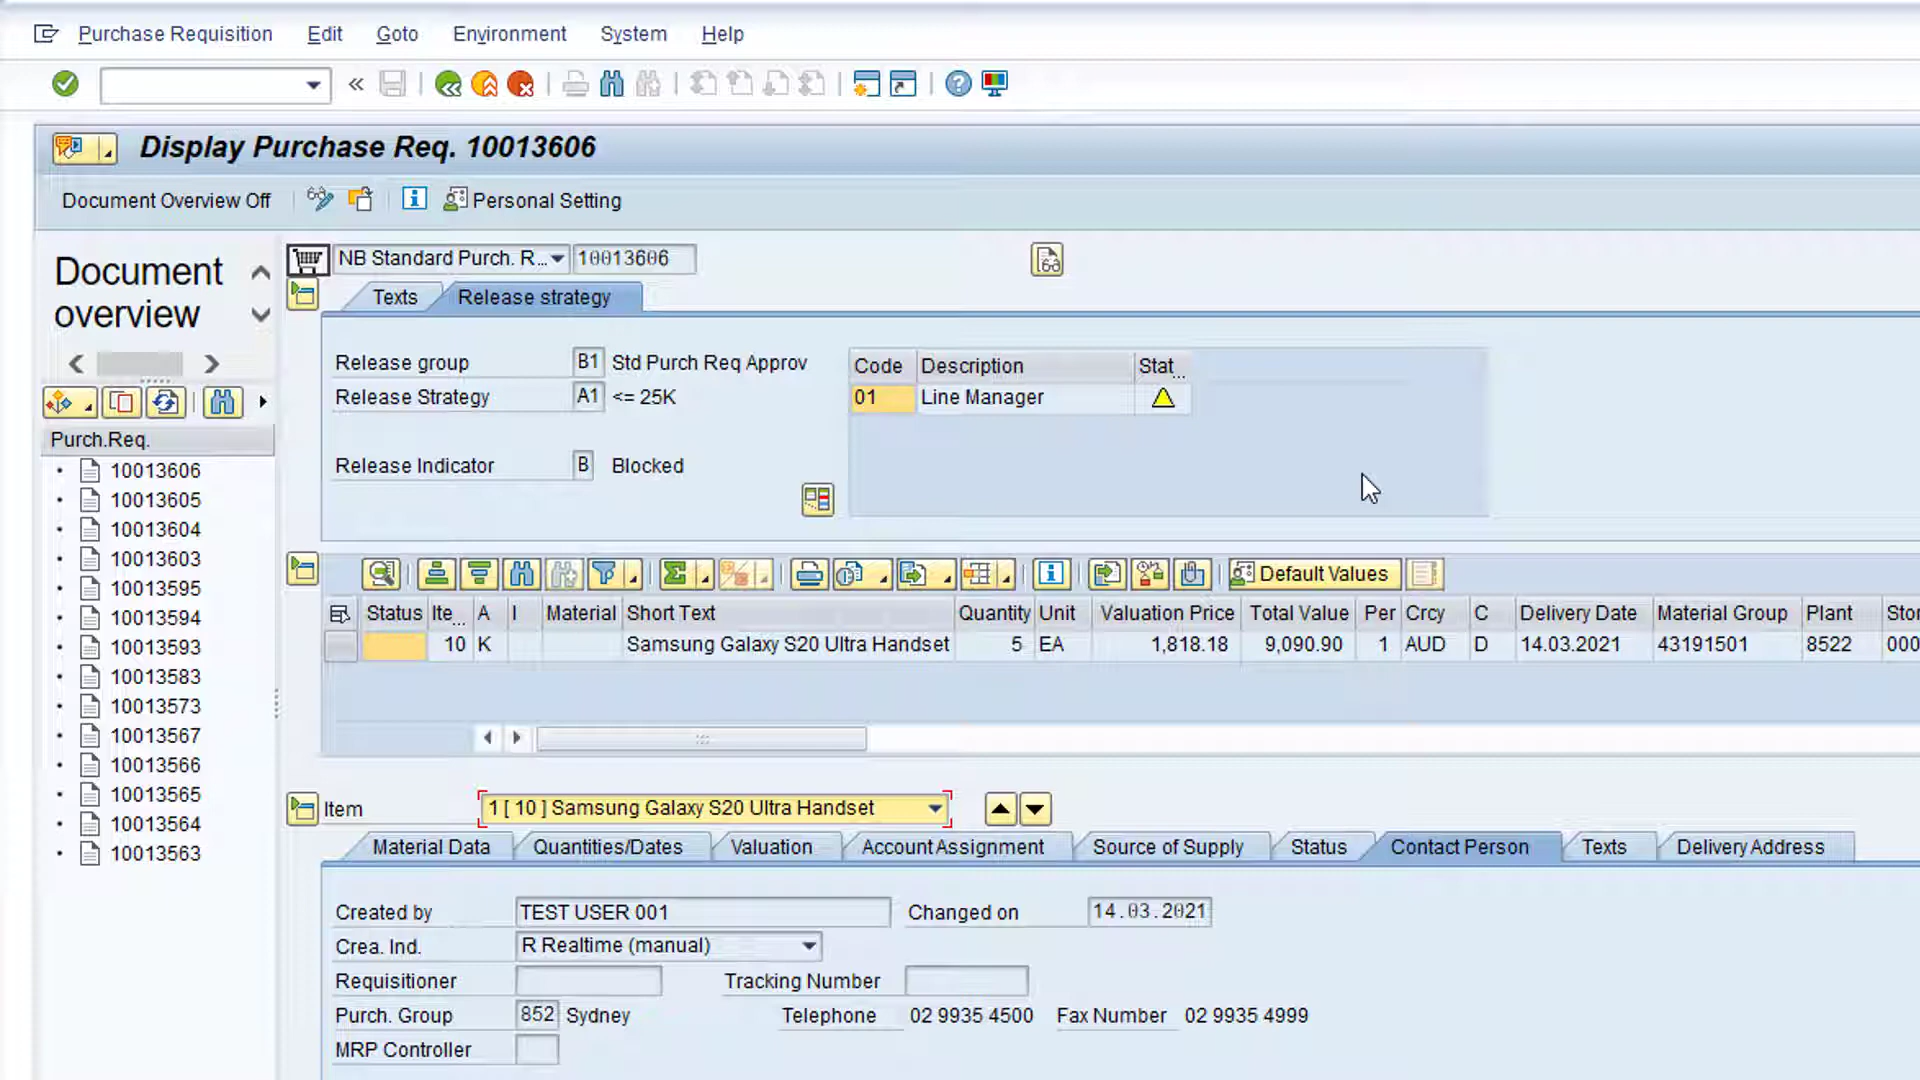 Purchase Requisition Edit Goto Environment System Help
Display Purchase Req. 10013606
Document Overview Off Personal Setting
Document
overview
Purch.Req.
10013606
10013605
10013604
10013603
10013595
10013594
10013593
10013583
10013573
10013567
10013566
10013565
10013564
10013563
NB Standard Purch. R... 10013606
Texts Release strategy
Release group B1 Std Purch Req Approv
Release Strategy A1 <= 25K
Release Indicator B Blocked
Code Description Stat...
01 Line Manager
Default Values
Status Ite... A I Material Short Text Quantity Unit Valuation Price Total Value Per Crcy C Delivery Date Material Group Plant Stor
10 K Samsung Galaxy S20 Ultra Handset 5 EA 1,818.18 9,090.90 1 AUD D 14.03.2021 43191501 8522 000
Item 1 [ 10 ] Samsung Galaxy S20 Ultra Handset
Material Data Quantities/Dates Valuation Account Assignment Source of Supply Status Contact Person Texts Delivery Address
Created by TEST USER 001 Changed on 14.03.2021
Crea. Ind. R Realtime (manual)
Requisitioner Tracking Number
Purch. Group 852 Sydney Telephone 02 9935 4500 Fax Number 02 9935 4999
MRP Controller